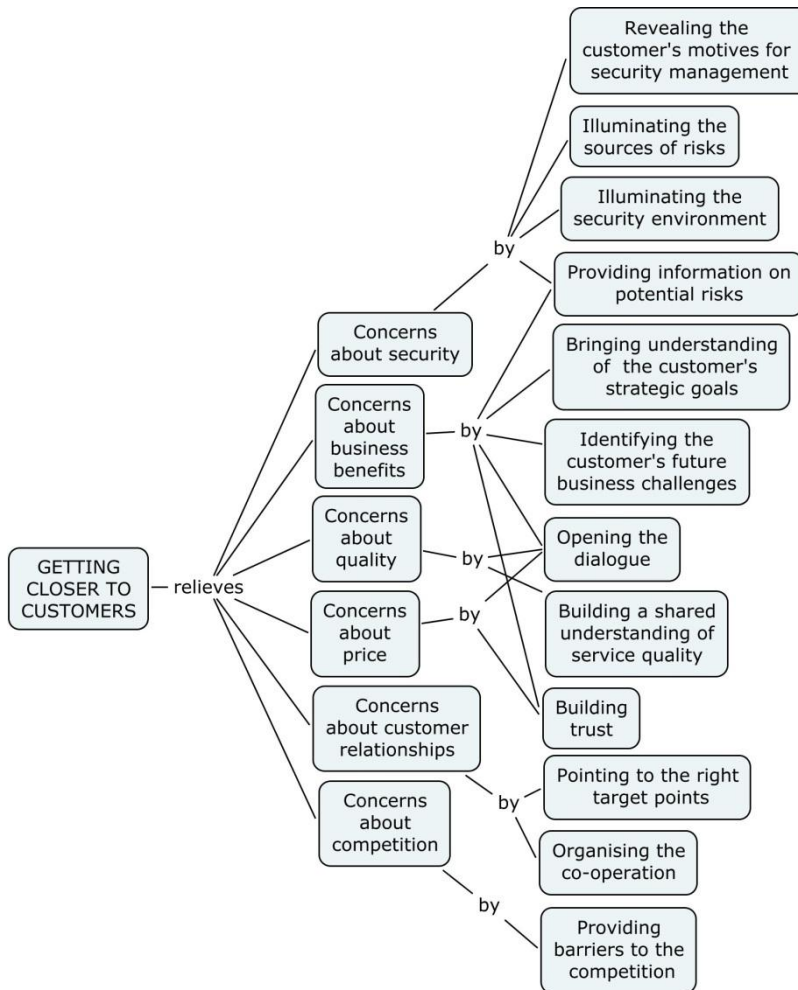 GETTING
CLOSER TO
CUSTOMERS
relieves
Concerns
about security
by
Revealing the
customer's motives for
security management
Illuminating the
sources of risks
Illuminating the
security environment
Providing information on
potential risks
Concerns
about
business
benefits
by
Bringing understanding
of the customer's
strategic goals
Identifying the
customer's future
business challenges
Concerns
about
quality
by
Opening the
dialogue
Building a shared
understanding of
service quality
Concerns
about
price
by
Building
trust
Concerns
about customer
relationships
by
Pointing to the right
target points
Organising the
co-operation
Concerns
about
competition
by
Providing
barriers to the
competition